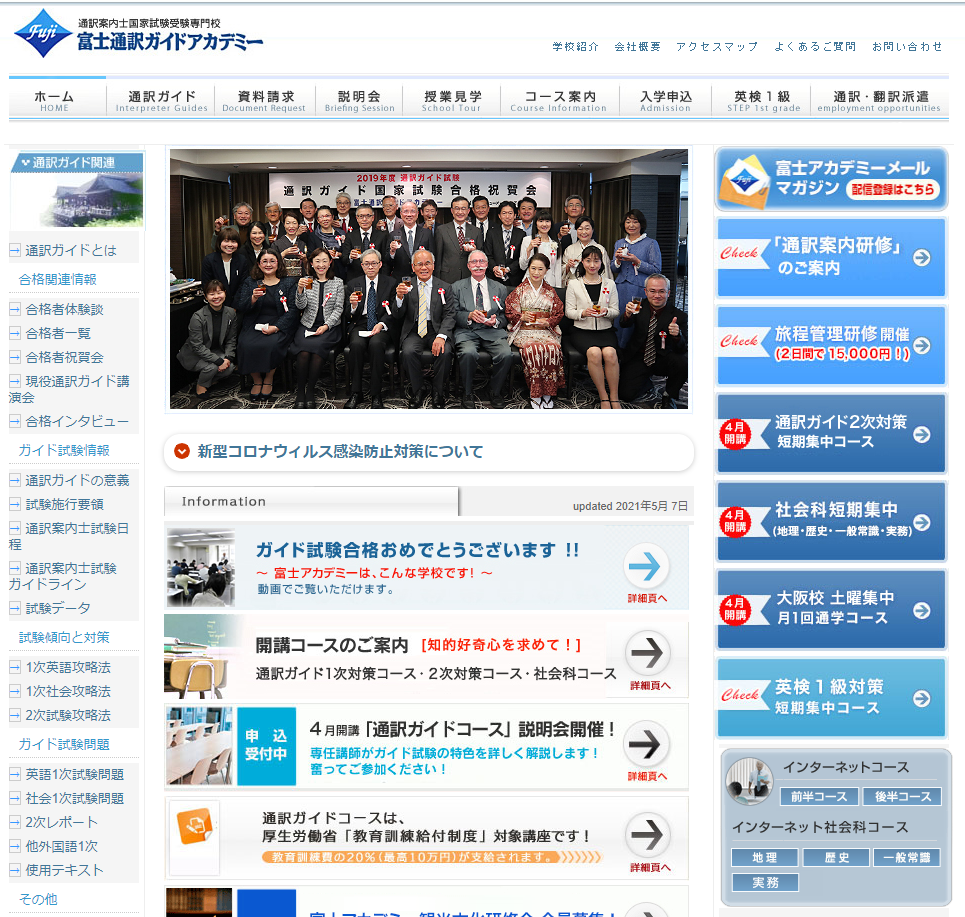 Fuji
通訳案内士国家試験受験専門校
富士通訳ガイドアカデミー
学校紹介 会社概要 アクセスマップ よくあるご質問 お問い合わせ
ホーム 通訳ガイド 資料請求 説明会 授業見学 コース案内 入学申込 英検1級 通訳・翻訳派遣
HOME Interpreter Guides Document Request Briefing Session School Tour Course Information Admission STEP 1st grade employment opportunities
通訳ガイド関連
通訳ガイドとは
合格関連情報
合格者体験談
合格者一覧
合格者祝賀会
現役通訳ガイド講
演会
合格インタビュー
ガイド試験情報
通訳ガイドの意義
試験施行要領
通訳案内士試験日
程
通訳案内士試験
ガイドライン
試験データ
試験傾向と対策
1次英語攻略法
1次社会攻略法
2次試験攻略法
ガイド試験問題
英語1次試験問題
社会1次試験問題
2次レポート
他外国語1次
使用テキスト
その他
2019年度 通訳ガイド試験
通訳ガイド国家試験合格祝賀会
新型コロナウィルス感染防止対策について
Information
updated 2021年5月 7日
ガイド試験合格おめでとうございます !!
～ 富士アカデミーは、こんな学校です! ～
動画でご覧いただけます。
詳細頁へ
開講コースのご案内 [知的好奇心を求めて!]
通訳ガイド1次対策コース・2次対策コース・社会科コース
詳細頁へ
申 込
受付中
4月開講「通訳ガイドコース」説明会開催!
専任講師がガイド試験の特色を詳しく解説します!
奮ってご参加ください!
詳細頁へ
通訳ガイドコースは、
厚生労働省「教育訓練給付制度」対象講座です!
教育訓練費の20%(最高10万円)が支給されます。
詳細頁へ
富士アカデミー 観光文化研修会 会員募集!
Fuji
富士アカデミーメール
マガジン 配信登録はこちら
Check
「通訳案内研修」
のご案内
Check
旅程管理研修 開催
(2日間で15,000円!)
4月
開講
通訳ガイド2次対策
短期集中コース
4月
開講
社会科短期集中
(地理・歴史・一般常識・実務)
4月
開講
大阪校 土曜集中
月1回通学コース
Check
英検1級対策
短期集中コース
インターネットコース
前半コース 後半コース
インターネット社会科コース
地理 歴史 一般常識
実務